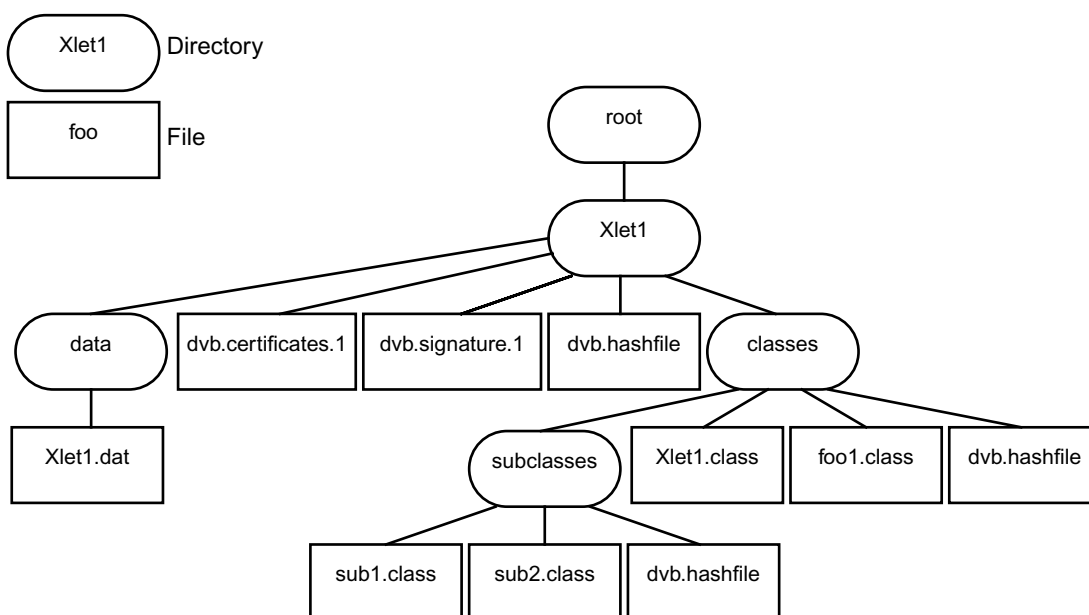 Xlet1 Directory
foo File
root
Xlet1
data dvb.certificates.1 dvb.signature.1 dvb.hashfile classes
Xlet1.dat subclasses Xlet1.class foo1.class dvb.hashfile
sub1.class sub2.class dvb.hashfile